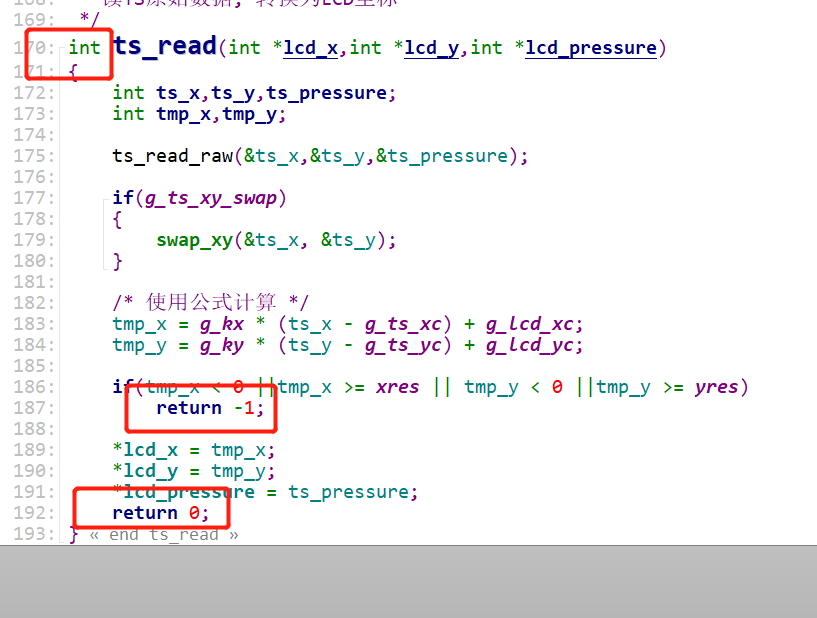 168: 读TS原始数据, 转换为LCD坐标
169: */
170: int ts_read(int *lcd_x,int *lcd_y,int *lcd_pressure)
171: {
172: int ts_x,ts_y,ts_pressure;
173: int tmp_x,tmp_y;
174:
175: ts_read_raw(&ts_x,&ts_y,&ts_pressure);
176:
177: if(g_ts_xy_swap)
178: {
179: swap_xy(&ts_x, &ts_y);
180: }
181:
182: /* 使用公式计算 */
183: tmp_x = g_kx * (ts_x - g_ts_xc) + g_lcd_xc;
184: tmp_y = g_ky * (ts_y - g_ts_yc) + g_lcd_yc;
185:
186: if(tmp_x < 0 ||tmp_x >= xres || tmp_y < 0 ||tmp_y >= yres)
187: return -1;
188:
189: *lcd_x = tmp_x;
190: *lcd_y = tmp_y;
191: *lcd_pressure = ts_pressure;
192: return 0;
193: } « end ts_read »